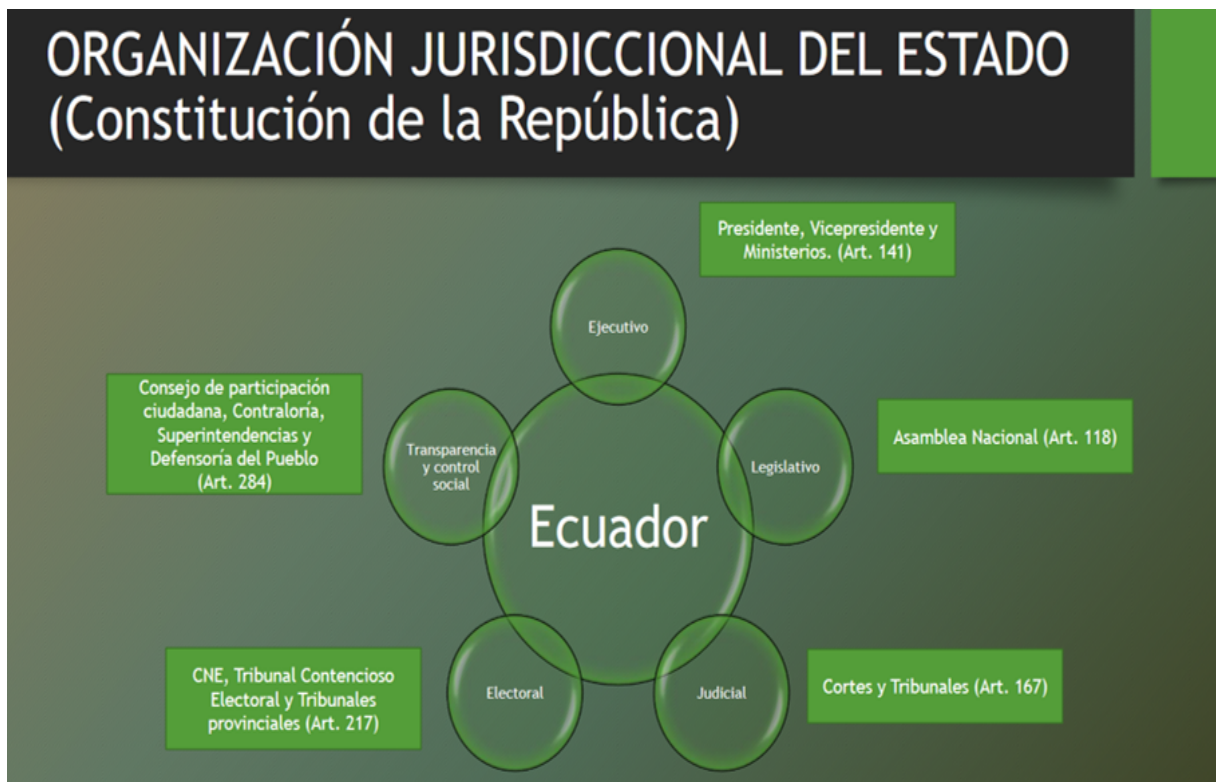 ORGANIZACIÓN JURISDICCIONAL DEL ESTADO
(Constitución de la República)
Presidente, Vicepresidente y
Ministerios. (Art. 141)
Ejecutivo
Consejo de participación
ciudadana, Contraloría,
Superintendencias y
Defensoría del Pueblo
(Art. 284)
Transparencia
y control
social
Legislativo
Asamblea Nacional (Art. 118)
Ecuador
CNE, Tribunal Contencioso
Electoral y Tribunales
provinciales (Art. 217)
Electoral
Judicial
Cortes y Tribunales (Art. 167)